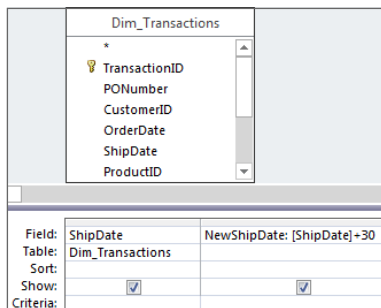 Dim_Transactions
*
TransactionID
PONumber
CustomerID
OrderDate
ShipDate
ProductID
Field: ShipDate NewShipDate: [ShipDate]+30
Table: Dim_Transactions
Sort:
Show:
Criteria: